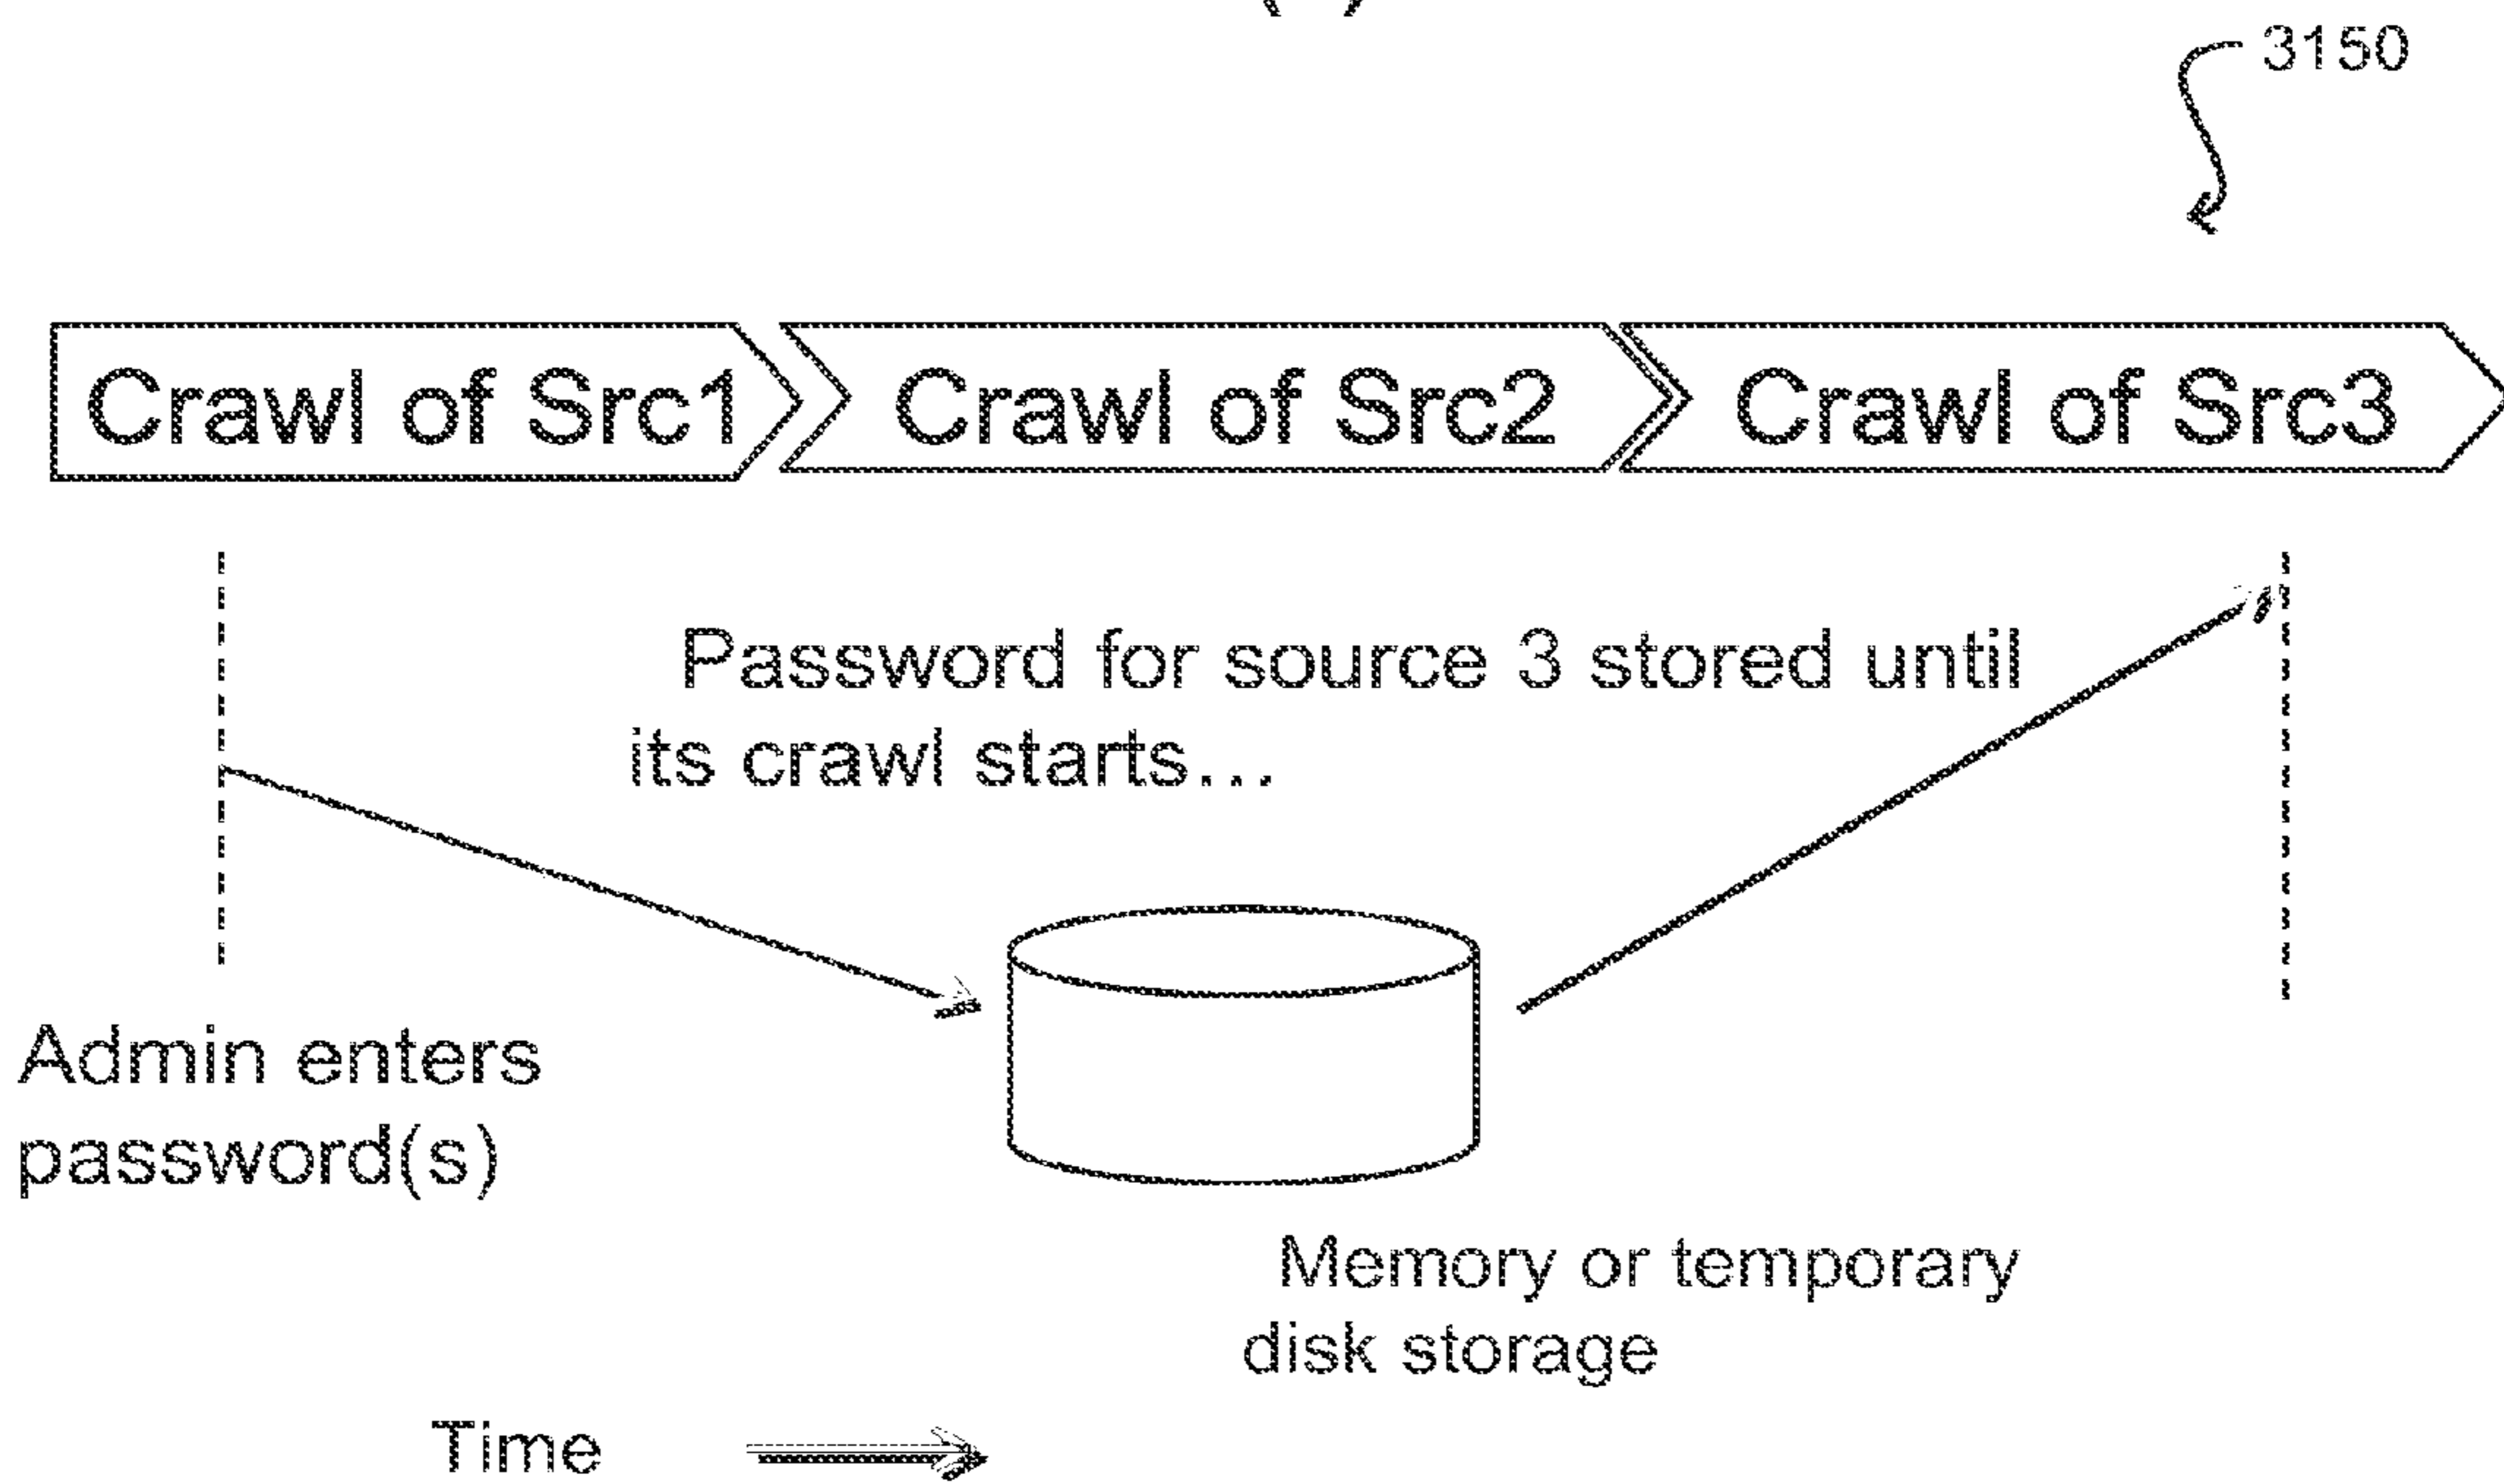 3150
Crawl of Src1
Crawl of Src2
Crawl of Src3
Password for source 3 stored until
its crawl starts...
Admin enters
password(s)
Memory or temporary
disk storage
Time